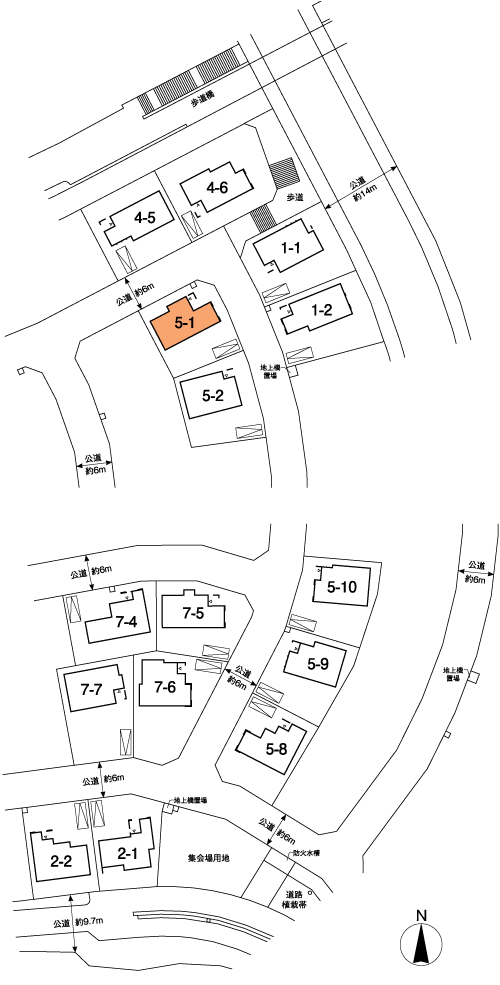 歩道橋
4-6
4-5
歩道
公道
約14m
1-1
公道 約6m
1-2
5-1
地上機
置場
5-2
公道
約6m
公道 約6m
5-10
公道
約6m
7-5
7-4
5-9
7-7
7-6
公道
約6m
地上機
置場
5-8
公道 約6m
地上機置場
公道 約6m
2-2
2-1
集会場用地
防火水槽
道路
植栽帯
公道 約9.7m
N